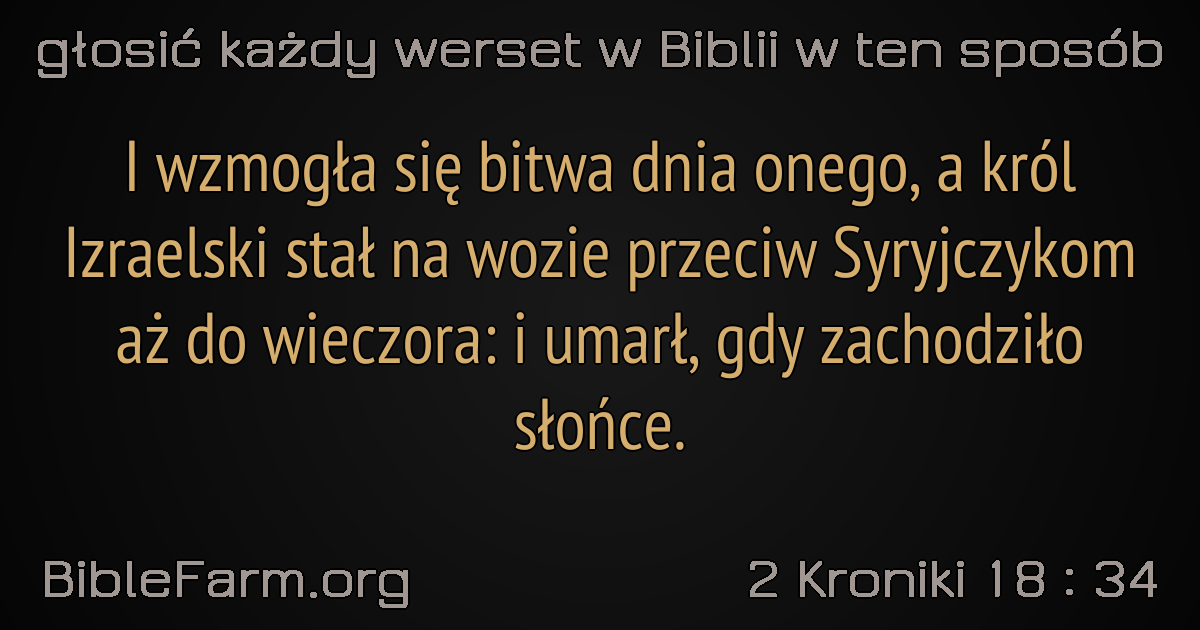 głosić każdy werset w Biblii w ten sposób
I wzmogła się bitwa dnia onego, a król
Izraelski stał na wozie przeciw Syryjczykom
aż do wieczora: i umarł, gdy zachodziło
słońce.
BibleFarm.org
2 Kroniki 18 : 34